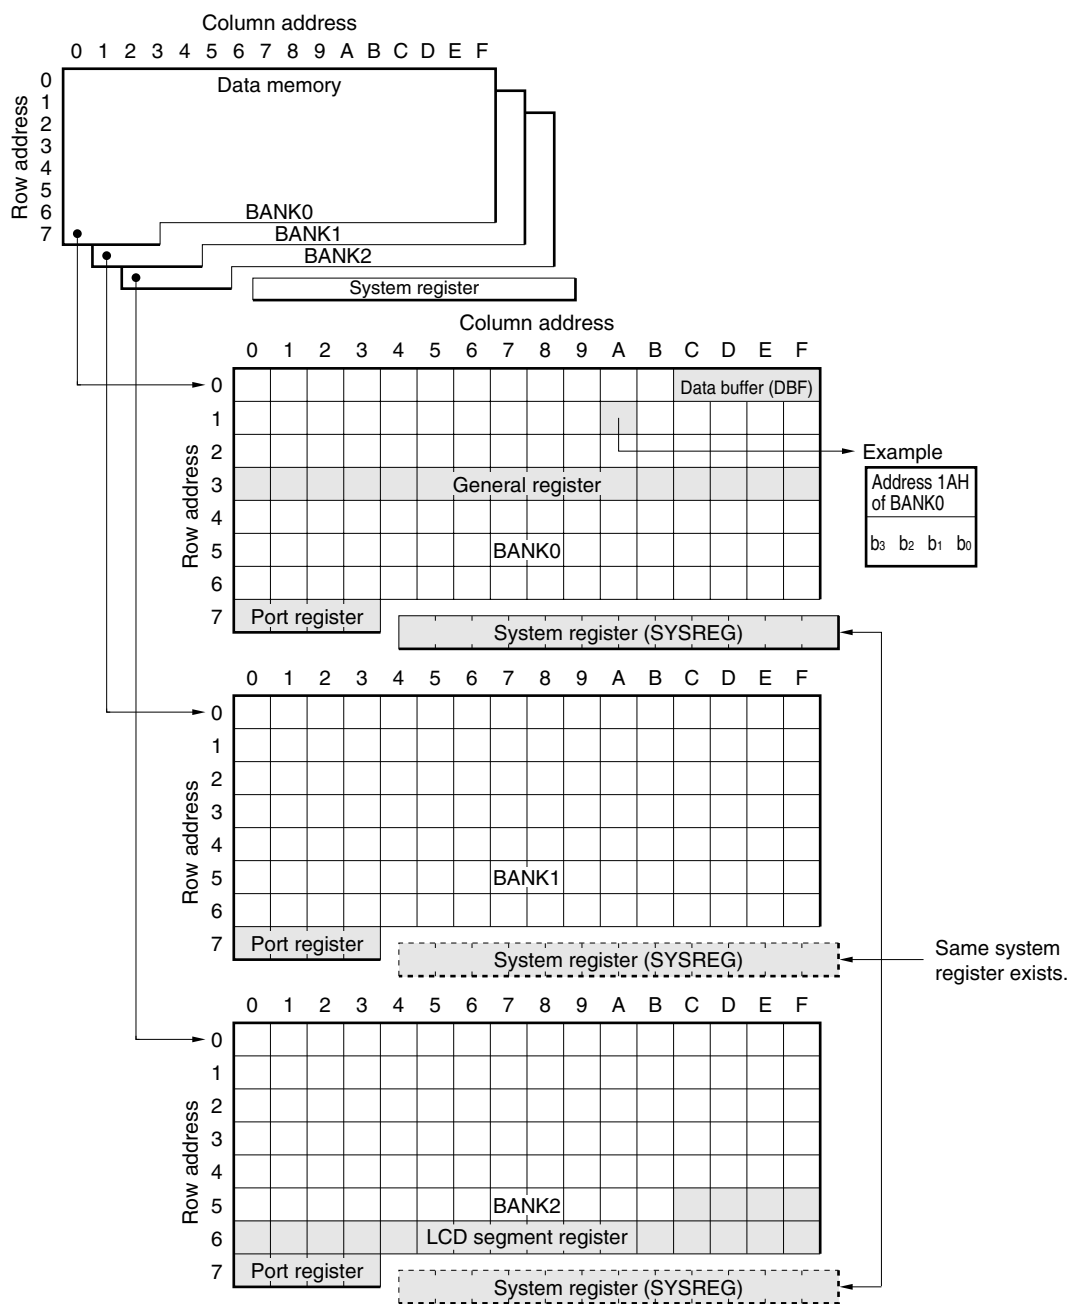 Column address
0 1 2 3 4 5 6 7 8 9 A B C D E F
Row address
0
1
2
3
4
5
6
7
Data memory
BANK0
BANK1
BANK2
System register
Column address
0 1 2 3 4 5 6 7 8 9 A B C D E F
Row address
0
1
2
3
4
5
6
7
Data buffer (DBF)
General register
BANK0
Port register
System register (SYSREG)
Example
Address 1AH
of BANK0
b3 b2 b1 b0
0 1 2 3 4 5 6 7 8 9 A B C D E F
Row address
0
1
2
3
4
5
6
7
BANK1
Port register
System register (SYSREG)
Same system
register exists.
0 1 2 3 4 5 6 7 8 9 A B C D E F
Row address
0
1
2
3
4
5
6
7
BANK2
LCD segment register
Port register
System register (SYSREG)